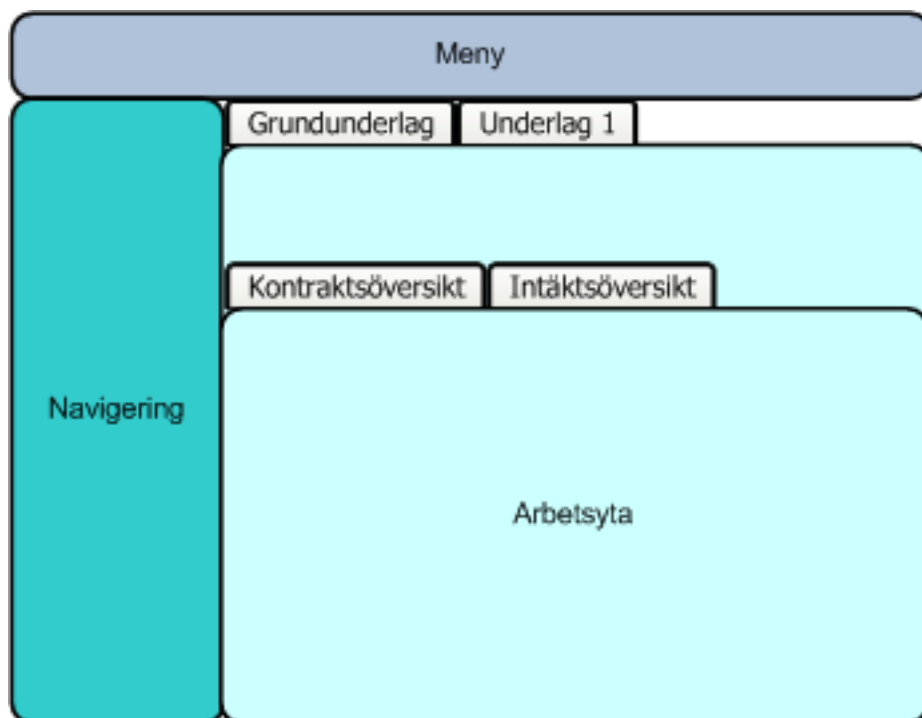 Meny
Grundunderlag Underlag 1
Kontraktsöversikt Intäktsöversikt
Navigering
Arbetsyta